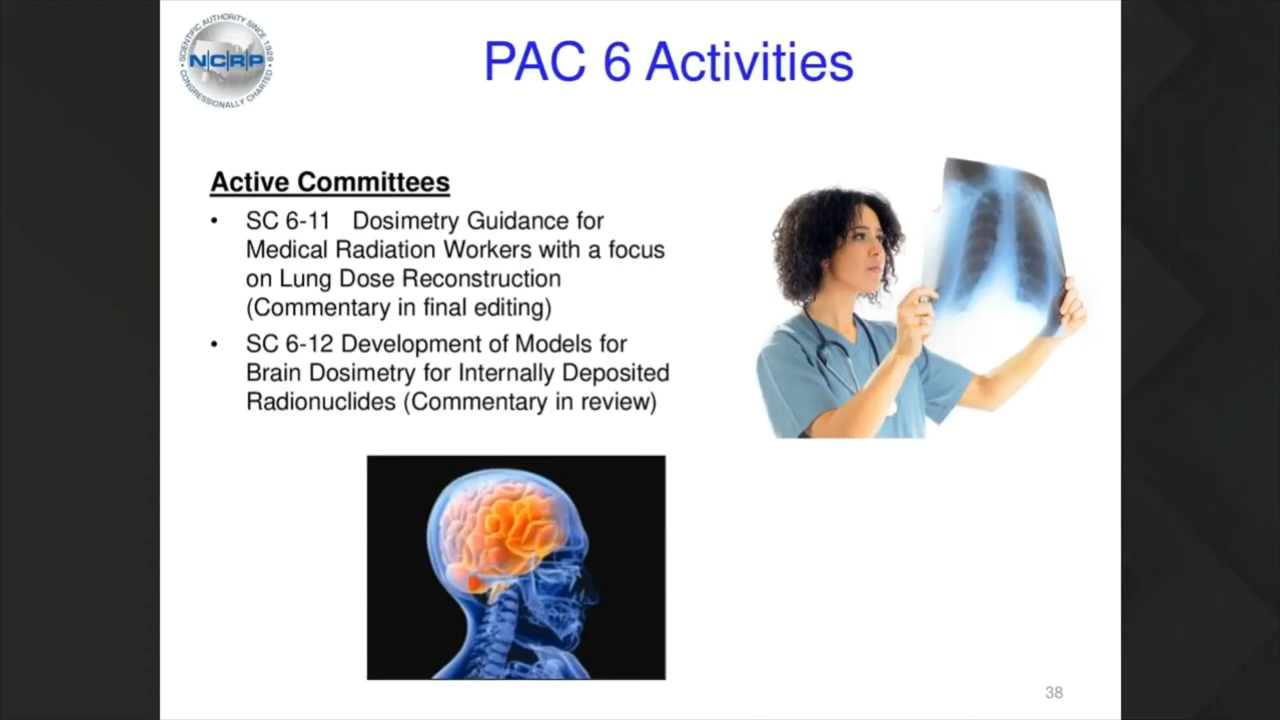 SCIENTIFIC AUTHORITY SINCE 1929
N|C|R|P
CONGRESSIONALLY CHARTED
PAC 6 Activities
Active Committees
• SC 6-11 Dosimetry Guidance for
Medical Radiation Workers with a focus
on Lung Dose Reconstruction
(Commentary in final editing)
• SC 6-12 Development of Models for
Brain Dosimetry for Internally Deposited
Radionuclides (Commentary in review)
38